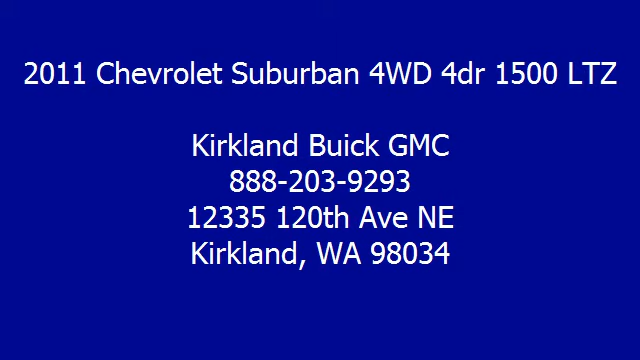 2011 Chevrolet Suburban 4WD 4dr 1500 LTZ
Kirkland Buick GMC
888-203-9293
12335 120th Ave NE
Kirkland, WA 98034